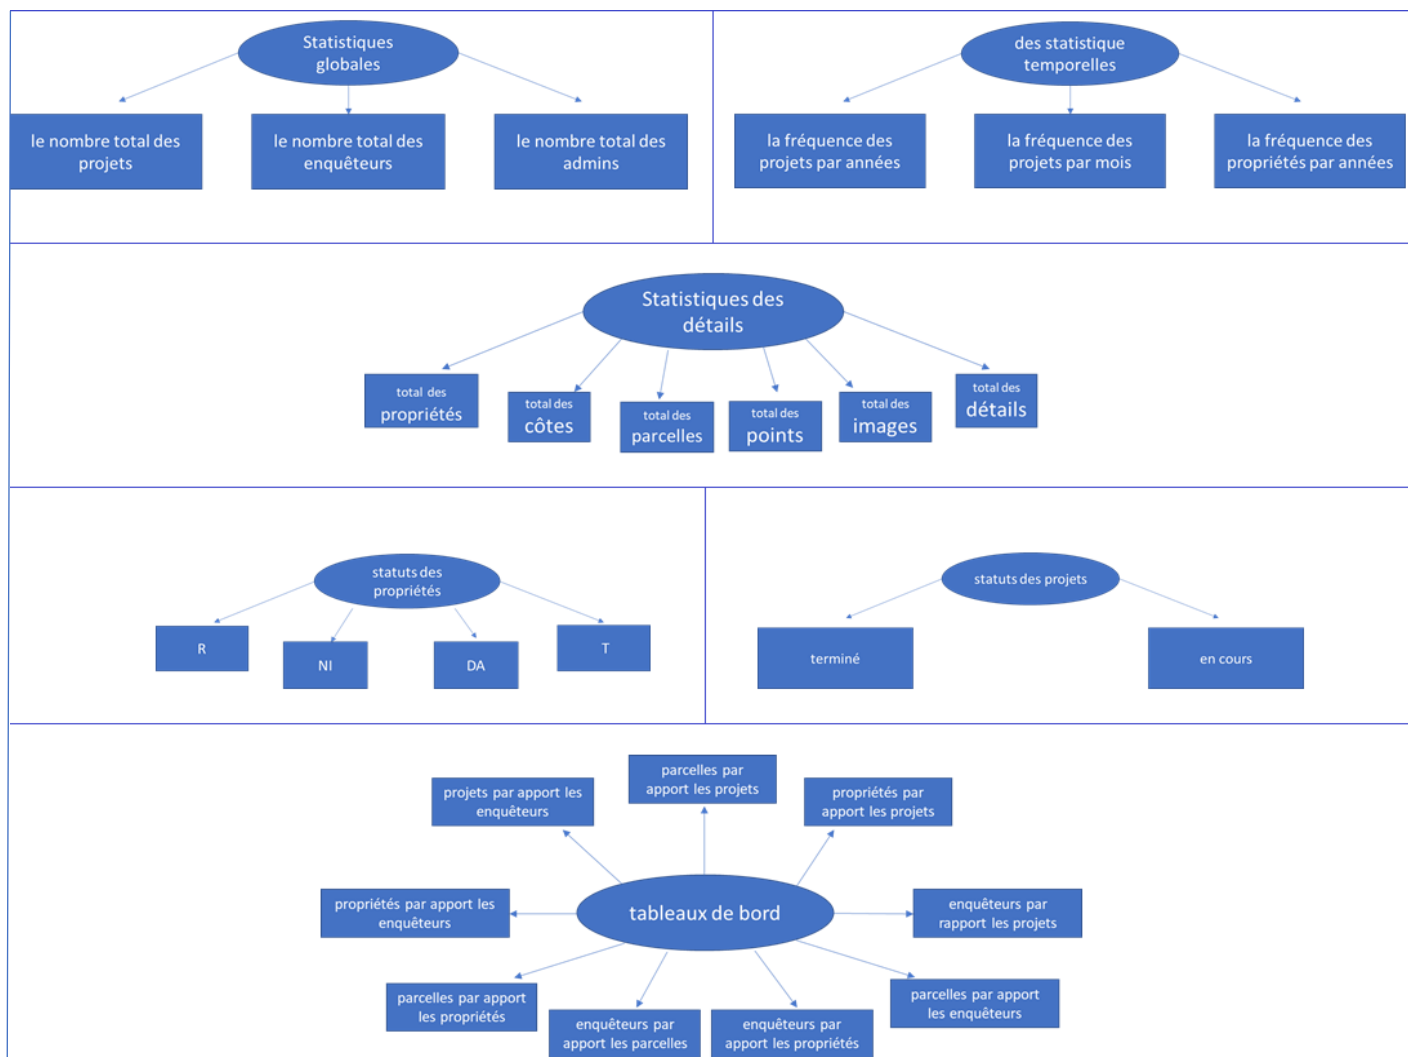 Statistiques
globales
le nombre total des
projets
le nombre total des
enquêteurs
le nombre total des
admins
des statistique
temporelles
la fréquence des
projets par années
la fréquence des
projets par mois
la fréquence des
propriétés par années
Statistiques des
détails
total des
propriétés
total des
côtes
total des
parcelles
total des
points
total des
images
total des
détails
statuts des
propriétés
R
NI
DA
T
statuts des projets
terminé
en cours
parcelles par
apport les projets
projets par apport les
enquêteurs
propriétés par
apport les projets
propriétés par apport les
enquêteurs
tableaux de bord
enquêteurs par
rapport les projets
parcelles par apport
les propriétés
enquêteurs par
apport les parcelles
enquêteurs par
apport les propriétés
parcelles par apport
les enquêteurs